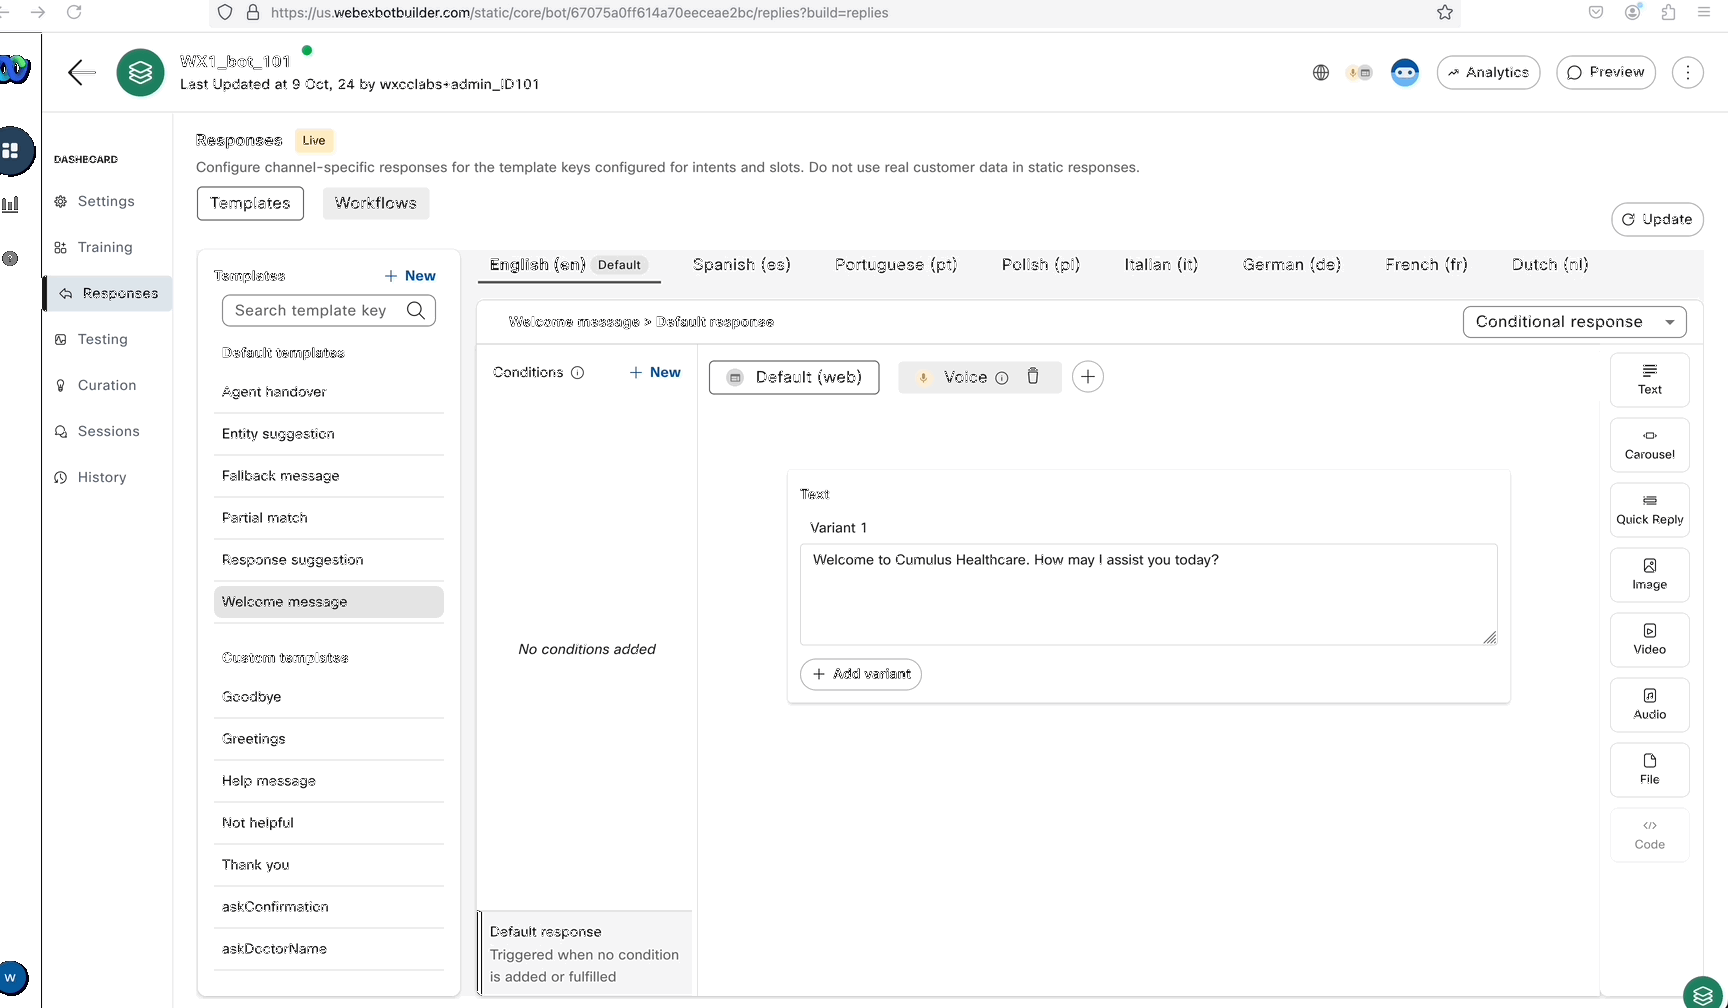 https://us.webexbotbuilder.com/static/core/bot/67075a0ff614a70eeceae2bc/replies?build=replies
WX1_bot_101
Last Updated at 9 Oct, 24 by wxcclabs+admin_ID101
Analytics
Preview
DASHBOARD
Settings
Training
Responses
Testing
Curation
Sessions
History
W
Responses Live
Configure channel-specific responses for the template keys configured for intents and slots. Do not use real customer data in static responses.
Templates
Workflows
Update
Templates
+ New
Search template key
Default templates
Agent handover
Entity suggestion
Fallback message
Partial match
Response suggestion
Welcome message
Custom templates
Goodbye
Greetings
Help message
Not helpful
Thank you
askConfirmation
askDoctorName
English (en) Default
Spanish (es)
Portuguese (pt)
Polish (pl)
Italian (it)
German (de)
French (fr)
Dutch (nl)
Welcome message > Default response
Conditional response
Conditions
+ New
No conditions added
Default response
Triggered when no condition
is added or fulfilled
Default (web)
Voice
Text
Variant 1
Welcome to Cumulus Healthcare. How may I assist you today?
+ Add variant
Text
Carousel
Quick Reply
Image
Video
Audio
File
Code